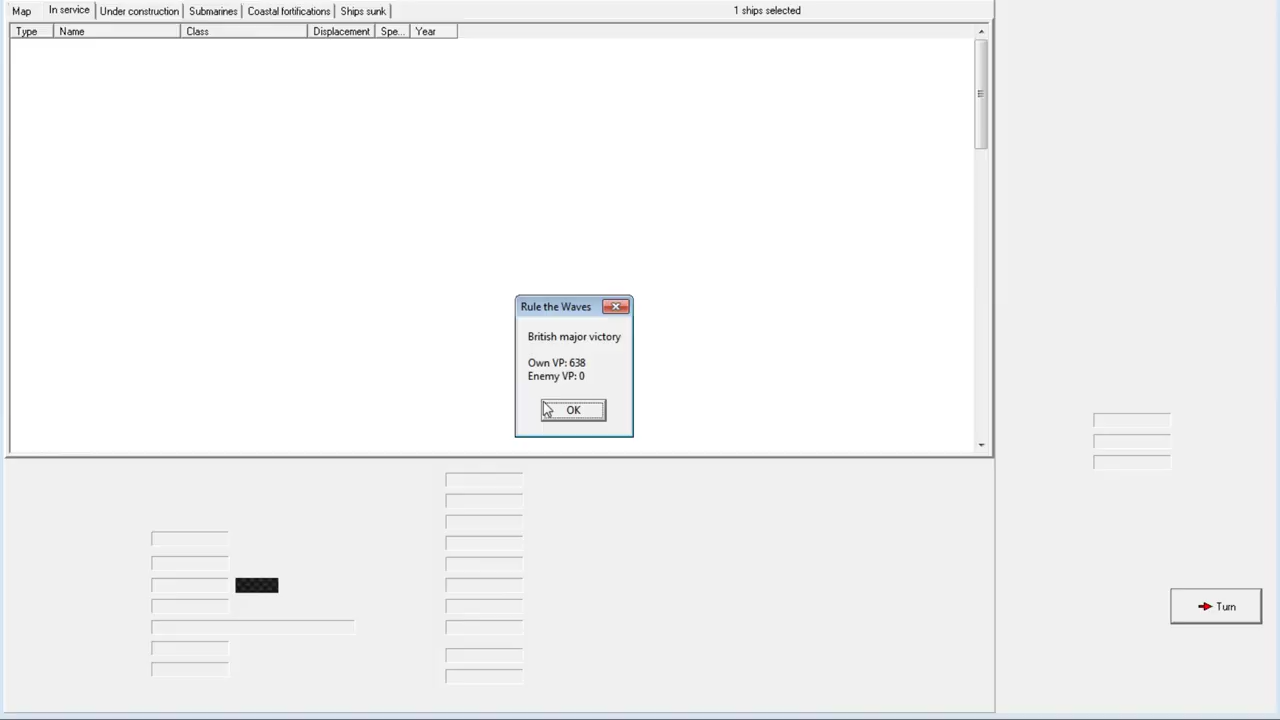 Map In service Under construction Submarines Coastal fortifications Ships sunk 1 ships selected
Type Name Class Displacement Spe... Year
Rule the Waves
British major victory
Own VP: 638
Enemy VP: 0
OK
Turn